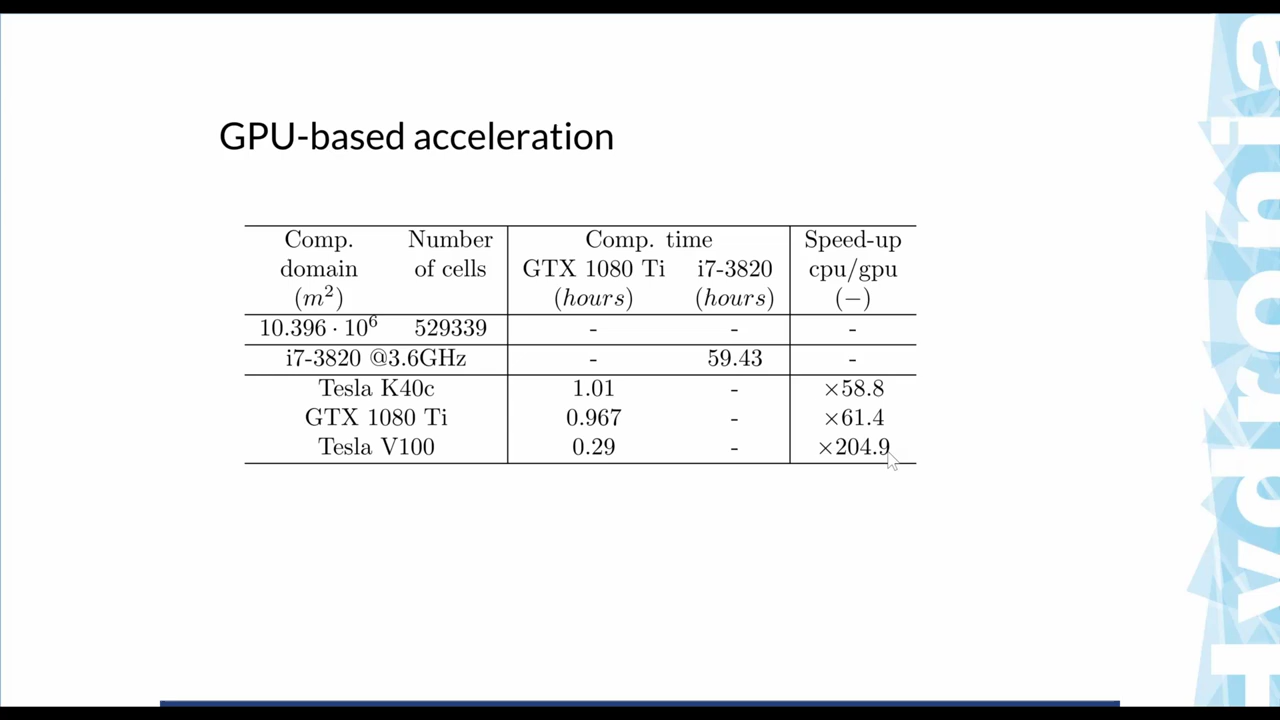 GPU-based acceleration
Comp. Number Comp. time Speed-up
domain of cells GTX 1080 Ti i7-3820 cpu/gpu
(m²) (hours) (hours) (−)
10.396 · 10⁶ 529339 - - -
i7-3820 @3.6GHz - 59.43 -
Tesla K40c 1.01 - ×58.8
GTX 1080 Ti 0.967 - ×61.4
Tesla V100 0.29 - ×204.9
Hydronia